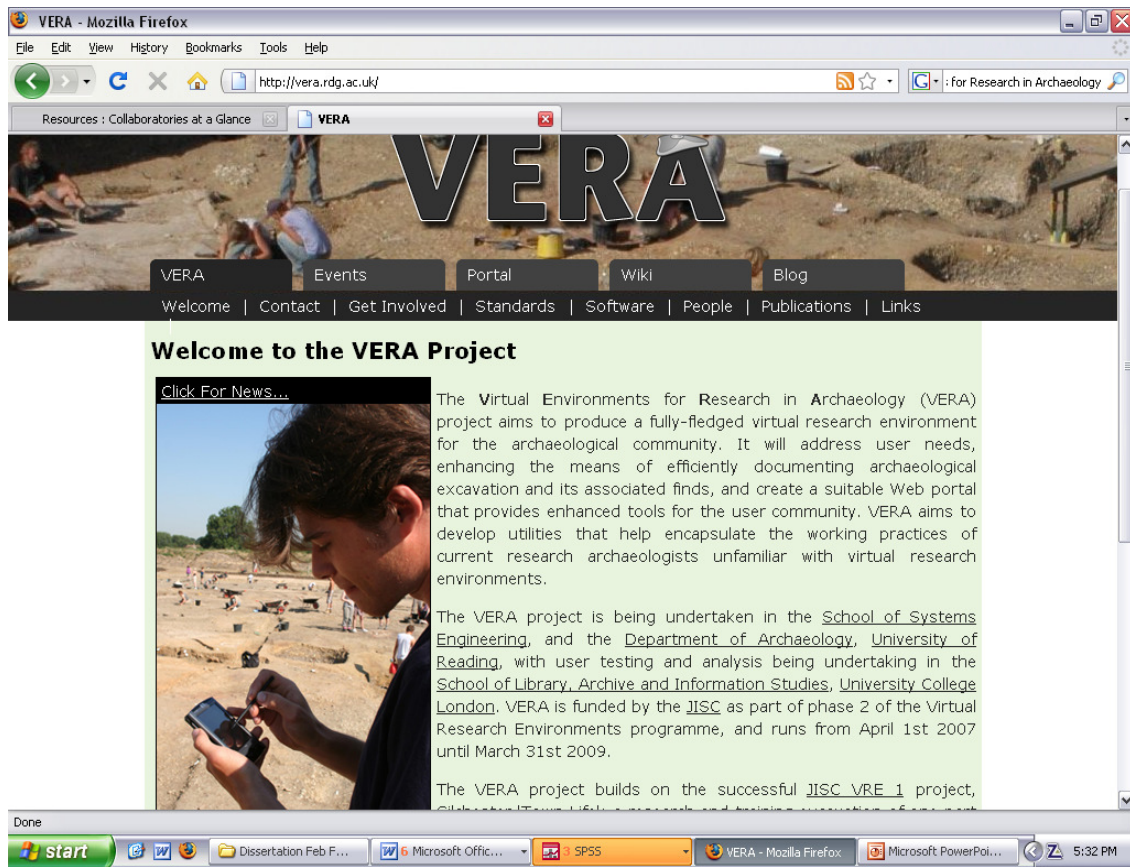 VERA - Mozilla Firefox
File Edit View History Bookmarks Tools Help
http://vera.rdg.ac.uk/
G : for Research in Archaeology
Resources : Collaboratories at a Glance
VERA
VERA
VERA Events Portal Wiki Blog
Welcome | Contact | Get Involved | Standards | Software | People | Publications | Links
Welcome to the VERA Project
Click For News...
The Virtual Environments for Research in Archaeology (VERA)
project aims to produce a fully-fledged virtual research environment
for the archaeological community. It will address user needs,
enhancing the means of efficiently documenting archaeological
excavation and its associated finds, and create a suitable Web portal
that provides enhanced tools for the user community. VERA aims to
develop utilities that help encapsulate the working practices of
current research archaeologists unfamiliar with virtual research
environments.
The VERA project is being undertaken in the School of Systems
Engineering, and the Department of Archaeology, University of
Reading, with user testing and analysis being undertaking in the
School of Library, Archive and Information Studies, University College
London. VERA is funded by the JISC as part of phase 2 of the Virtual
Research Environments programme, and runs from April 1st 2007
until March 31st 2009.
The VERA project builds on the successful JISC VRE 1 project,
Done
start Dissertation Feb F... 6 Microsoft Offic... 3 SPSS VERA - Mozilla Firefox Microsoft PowerPoi... 5:32 PM